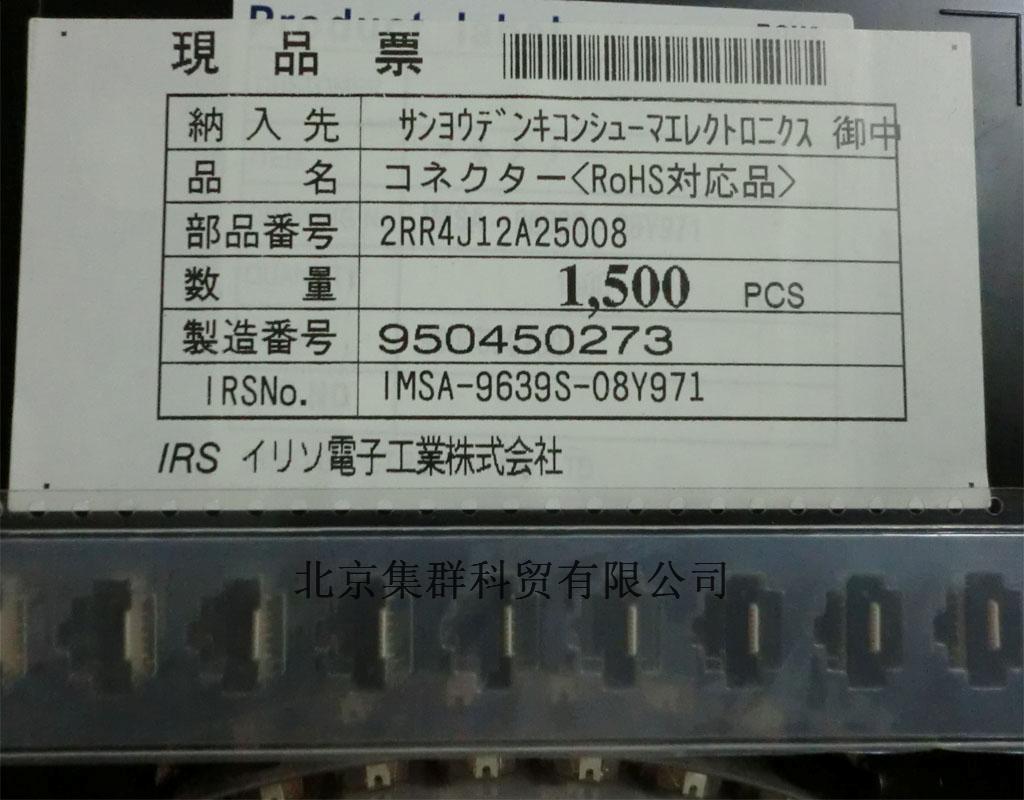 Product label
現品票
納入先 サンヨウデンキコンシューマエレクトロニクス 御中
品名 コネクター<RoHS対応品>
部品番号 2RR4J12A25008
数量 1,500 PCS
製造番号 950450273
IRSNo. IMSA-9639S-08Y971
IRS イリソ電子工業株式会社
北京集群科贸有限公司